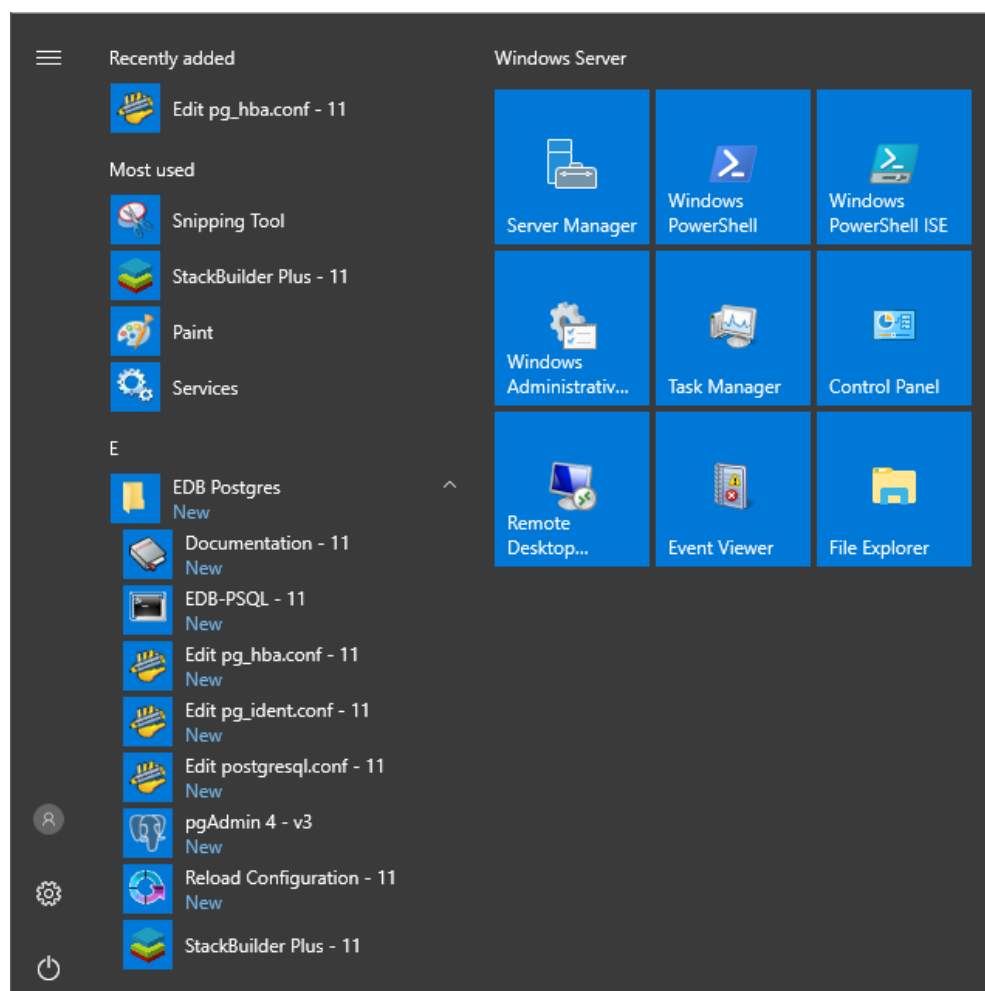 Recently added
Edit pg_hba.conf - 11
Most used
Snipping Tool
StackBuilder Plus - 11
Paint
Services
E
EDB Postgres
New
Documentation - 11
New
EDB-PSQL - 11
New
Edit pg_hba.conf - 11
New
Edit pg_ident.conf - 11
New
Edit postgresql.conf - 11
New
pgAdmin 4 - v3
New
Reload Configuration - 11
New
StackBuilder Plus - 11
Windows Server
Server Manager
Windows
PowerShell
Windows
PowerShell ISE
Windows
Administrativ...
Task Manager
Control Panel
Remote
Desktop...
Event Viewer
File Explorer